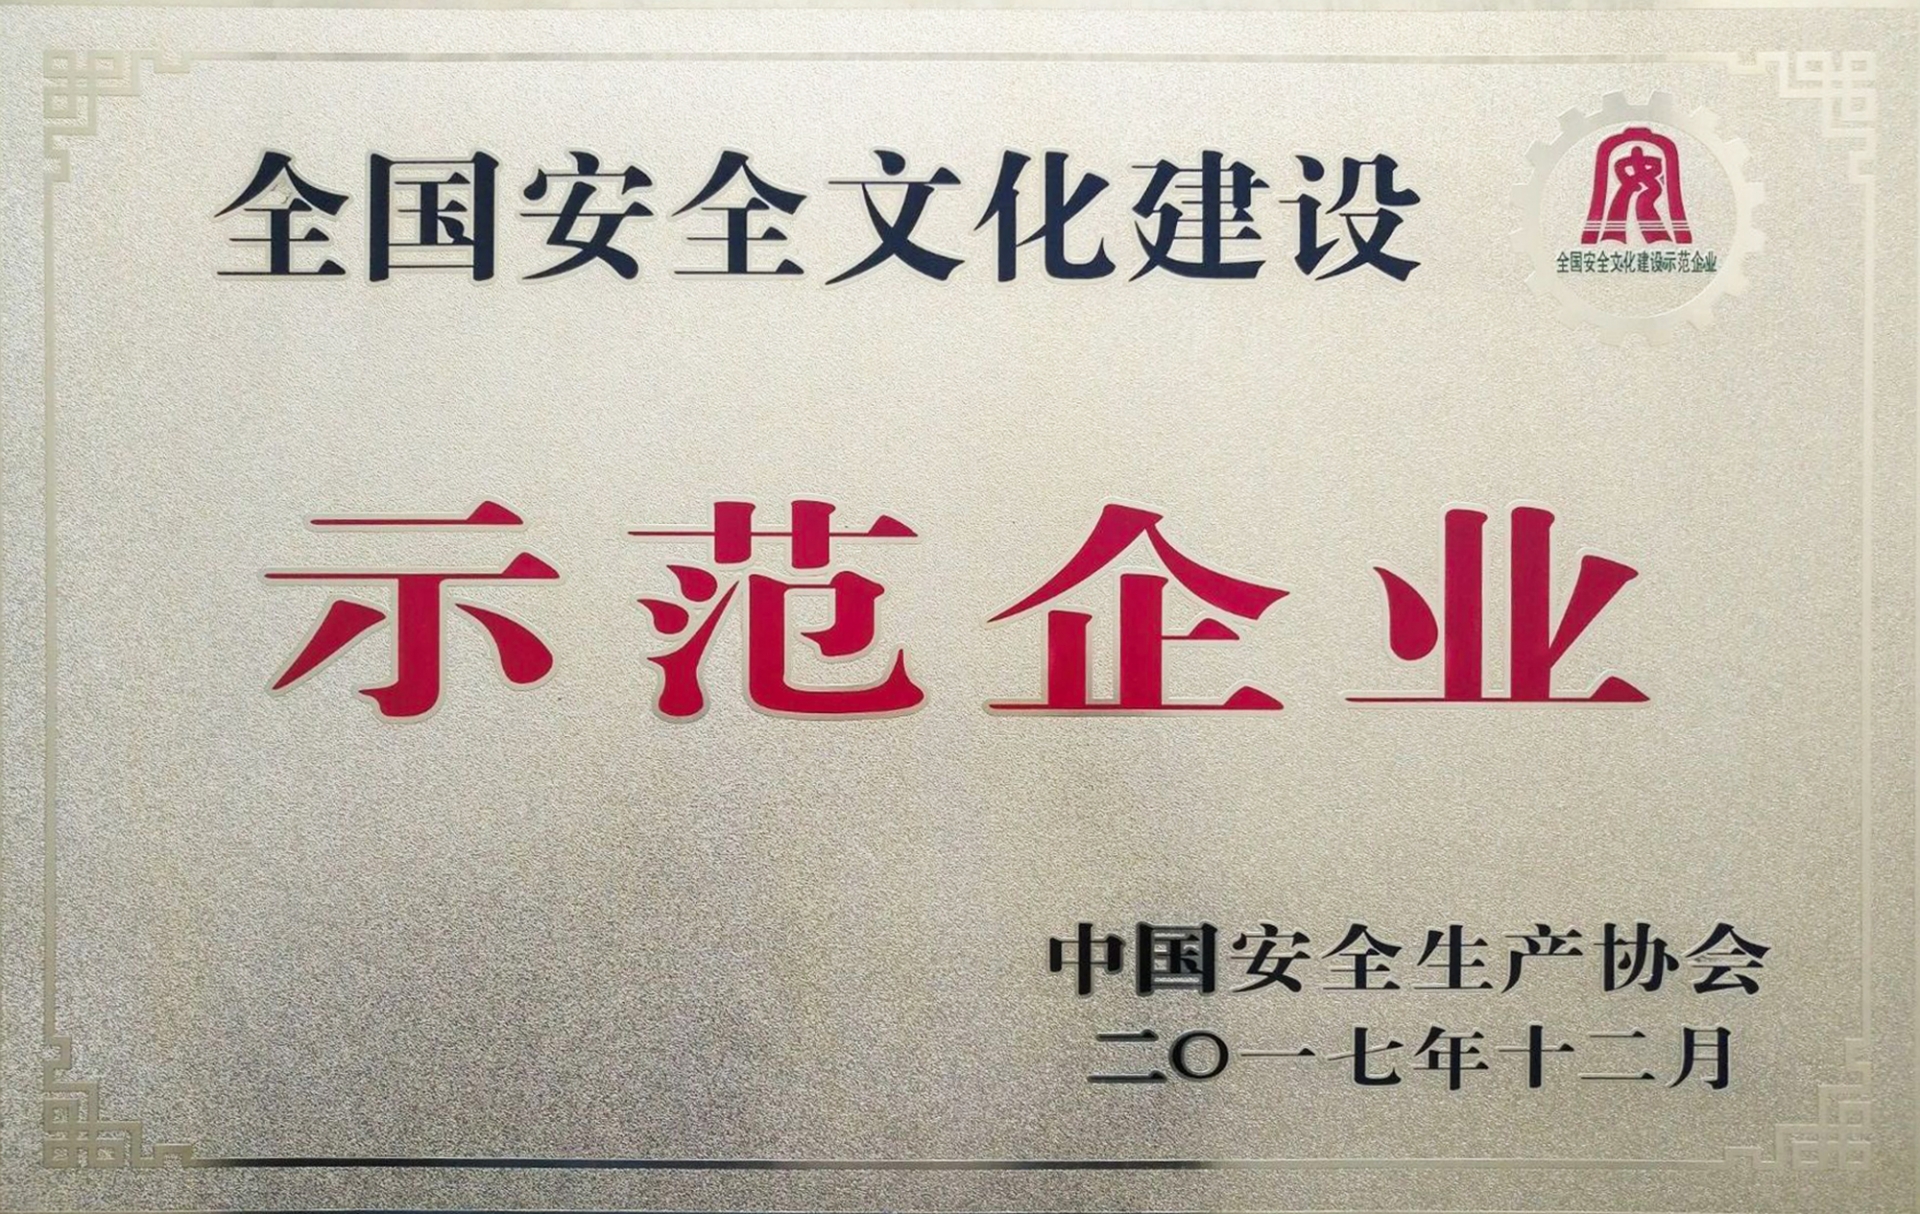 全国安全文化建设
全国安全文化建设示范企业
示范企业
中国安全生产协会
二〇一七年十二月